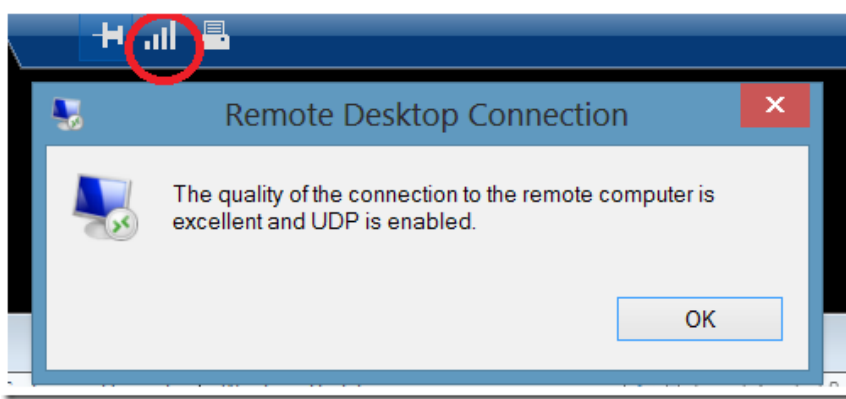 Remote Desktop Connection
The quality of the connection to the remote computer is
excellent and UDP is enabled.
OK